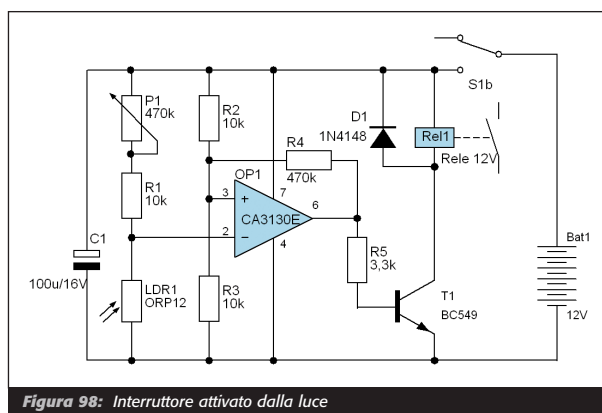 S1b
P1
470k
R2
10k
D1
1N4148
Rel1
Rele 12V
R4
470k
OP1
R1
10k
3
+
7
CA3130E
6
2
−
4
C1
100u/16V
R5
3,3k
Bat1
12V
LDR1
ORP12
R3
10k
T1
BC549
Figura 98: Interruttore attivato dalla luce